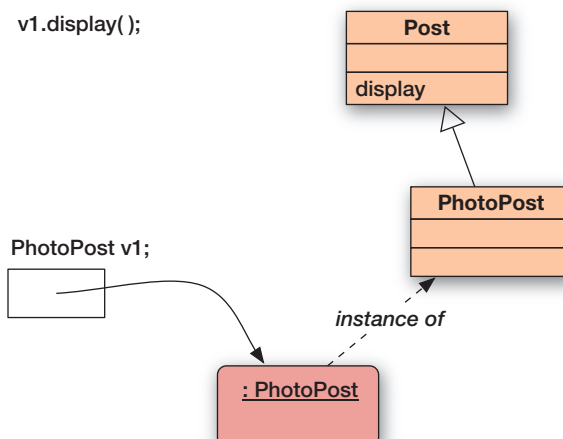 v1.display( );
Post
display
PhotoPost
PhotoPost v1;
instance of
: PhotoPost